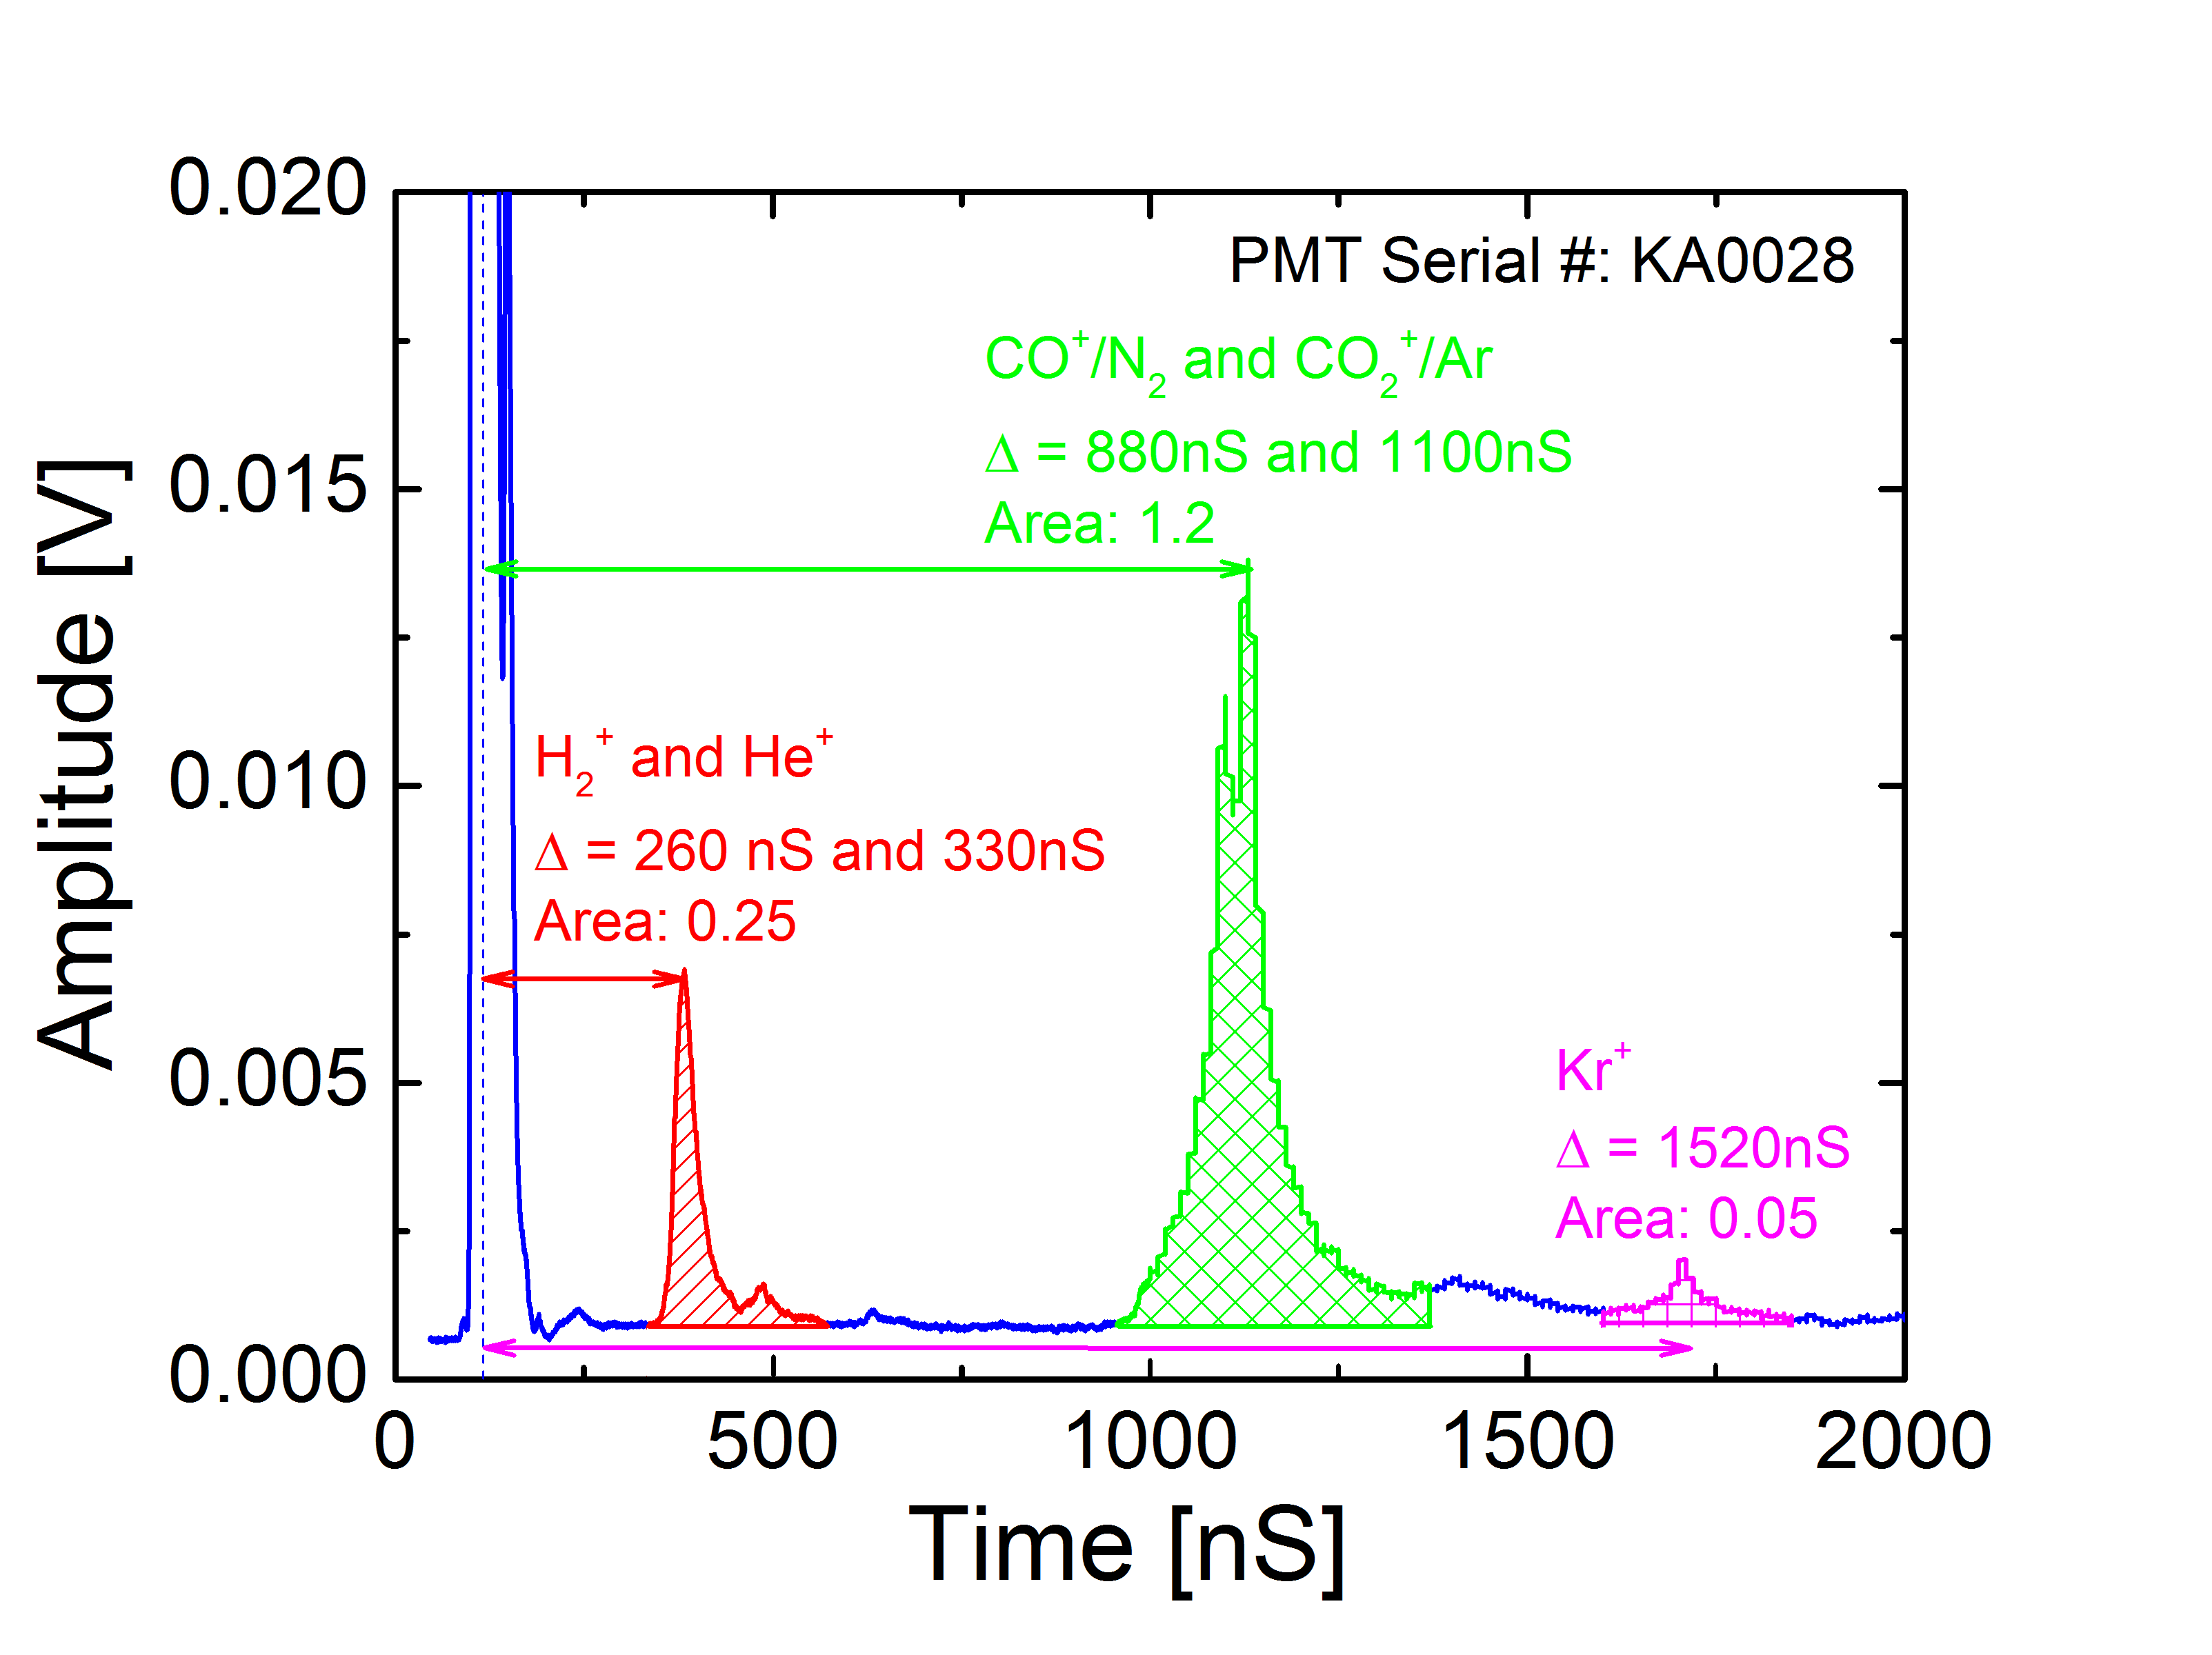 0.020
0.015
0.010
0.005
0.000
Amplitude [V]
PMT Serial #: KA0028
CO⁺/N₂ and CO₂⁺/Ar
Δ = 880nS and 1100nS
Area: 1.2
H₂⁺ and He⁺
Δ = 260 nS and 330nS
Area: 0.25
Kr⁺
Δ = 1520nS
Area: 0.05
0 500 1000 1500 2000
Time [nS]